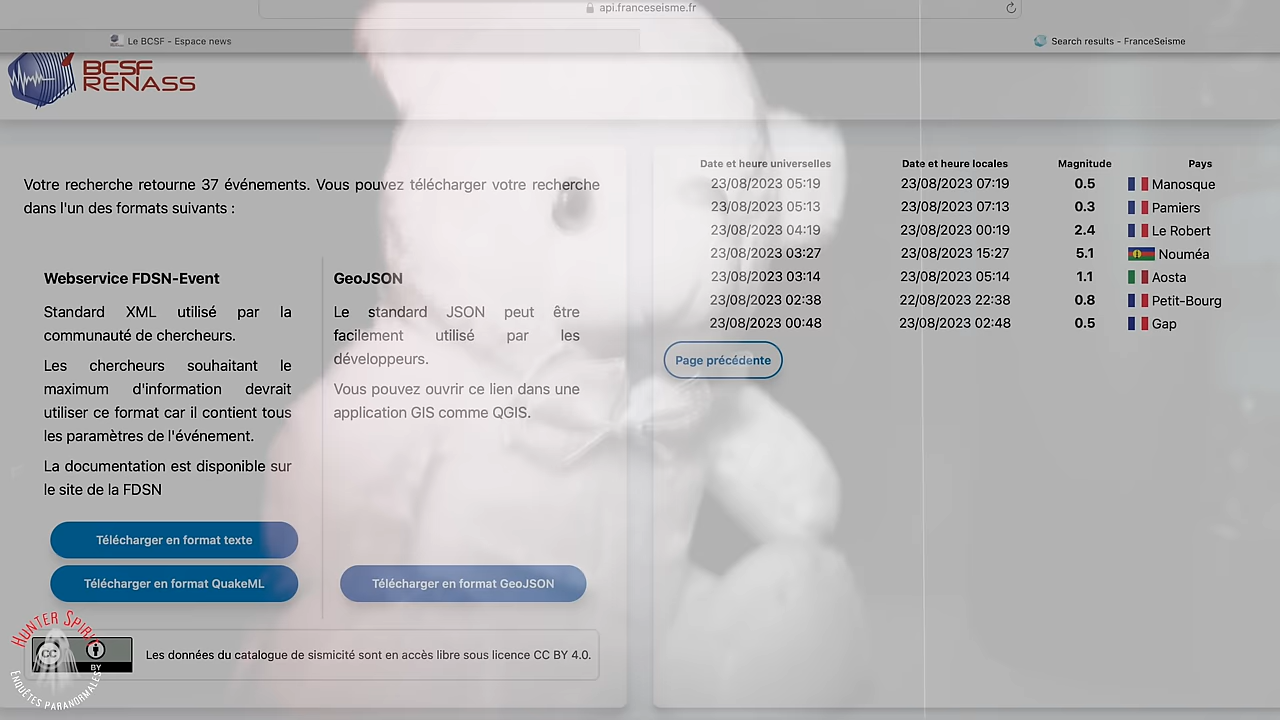 api.franceseisme.fr
Le BCSF - Espace news
Search results - FranceSeisme
BCSF
RENASS
Votre recherche retourne 37 événements. Vous pouvez télécharger votre recherche
dans l'un des formats suivants :
Webservice FDSN-Event
Standard XML utilisé par la
communauté de chercheurs.
Les chercheurs souhaitant le
maximum d'information devrait
utiliser ce format car il contient tous
les paramètres de l'événement.
La documentation est disponible sur
le site de la FDSN
Télécharger en format texte
Télécharger en format QuakeML
GeoJSON
Le standard JSON peut être
facilement utilisé par les
développeurs.
Vous pouvez ouvrir ce lien dans une
application GIS comme QGIS.
Télécharger en format GeoJSON
CC
BY
Les données du catalogue de sismicité sont en accès libre sous licence CC BY 4.0.
Date et heure universelles Date et heure locales Magnitude Pays
23/08/2023 05:19 23/08/2023 07:19 0.5 Manosque
23/08/2023 05:13 23/08/2023 07:13 0.3 Pamiers
23/08/2023 04:19 23/08/2023 00:19 2.4 Le Robert
23/08/2023 03:27 23/08/2023 15:27 5.1 Nouméa
23/08/2023 03:14 23/08/2023 05:14 1.1 Aosta
23/08/2023 02:38 22/08/2023 22:38 0.8 Petit-Bourg
23/08/2023 00:48 23/08/2023 02:48 0.5 Gap
Page précédente
HUNTER SPIRIT
ENQUÊTES PARANORMALES